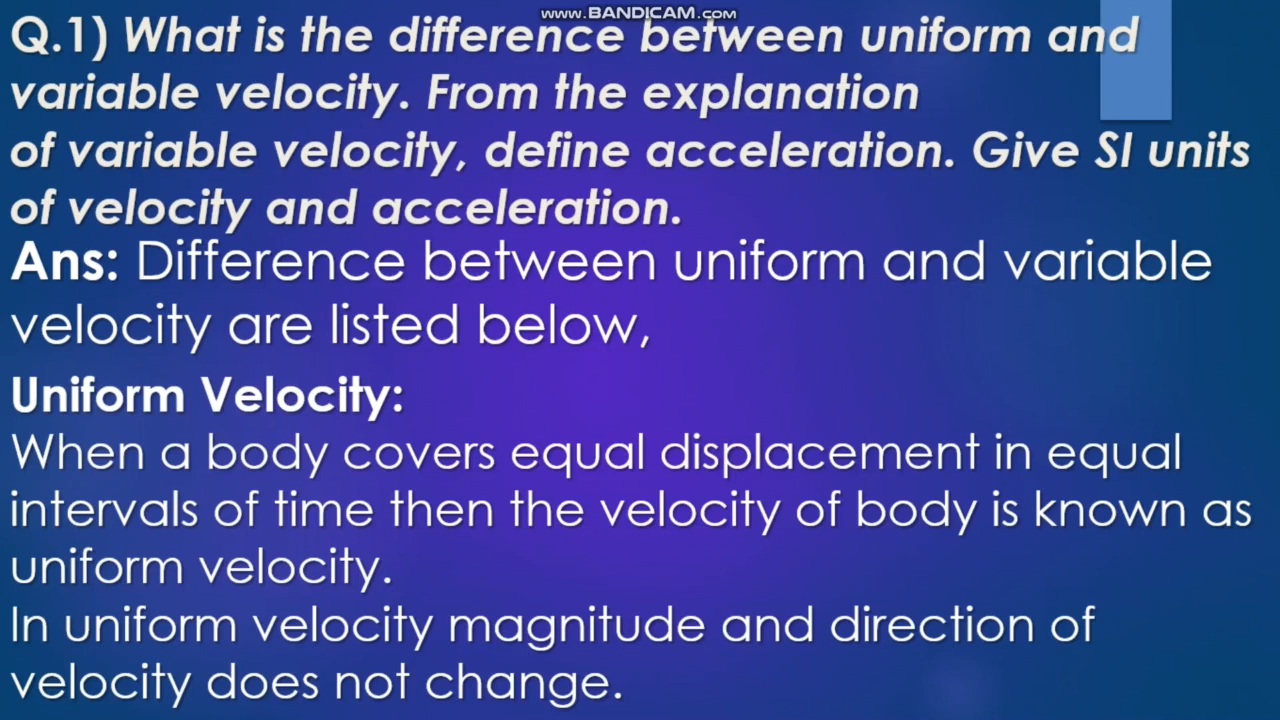 www.BANDICAM.com
Q.1) What is the difference between uniform and
variable velocity. From the explanation
of variable velocity, define acceleration. Give SI units
of velocity and acceleration.
Ans: Difference between uniform and variable
velocity are listed below,
Uniform Velocity:
When a body covers equal displacement in equal
intervals of time then the velocity of body is known as
uniform velocity.
In uniform velocity magnitude and direction of
velocity does not change.